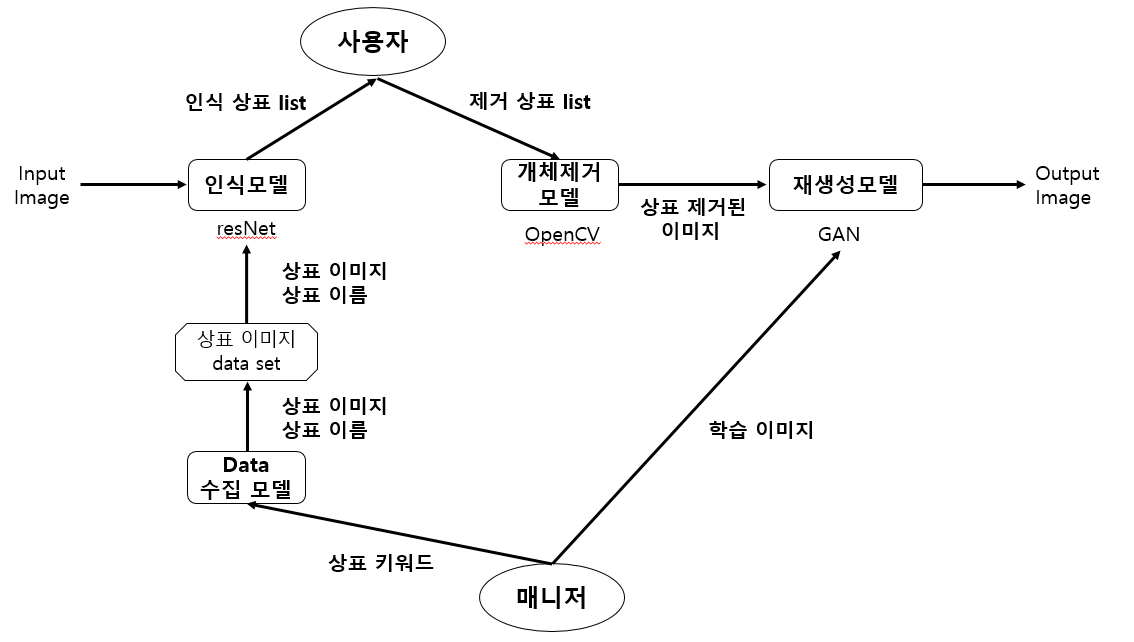 사용자
인식 상표 list
제거 상표 list
Input
Image
인식모델
개체제거
모델
재생성모델
Output
Image
상표 제거된
이미지
resNet
OpenCV
GAN
상표 이미지
상표 이름
상표 이미지
data set
상표 이미지
상표 이름
학습 이미지
Data
수집 모델
상표 키워드
매니저